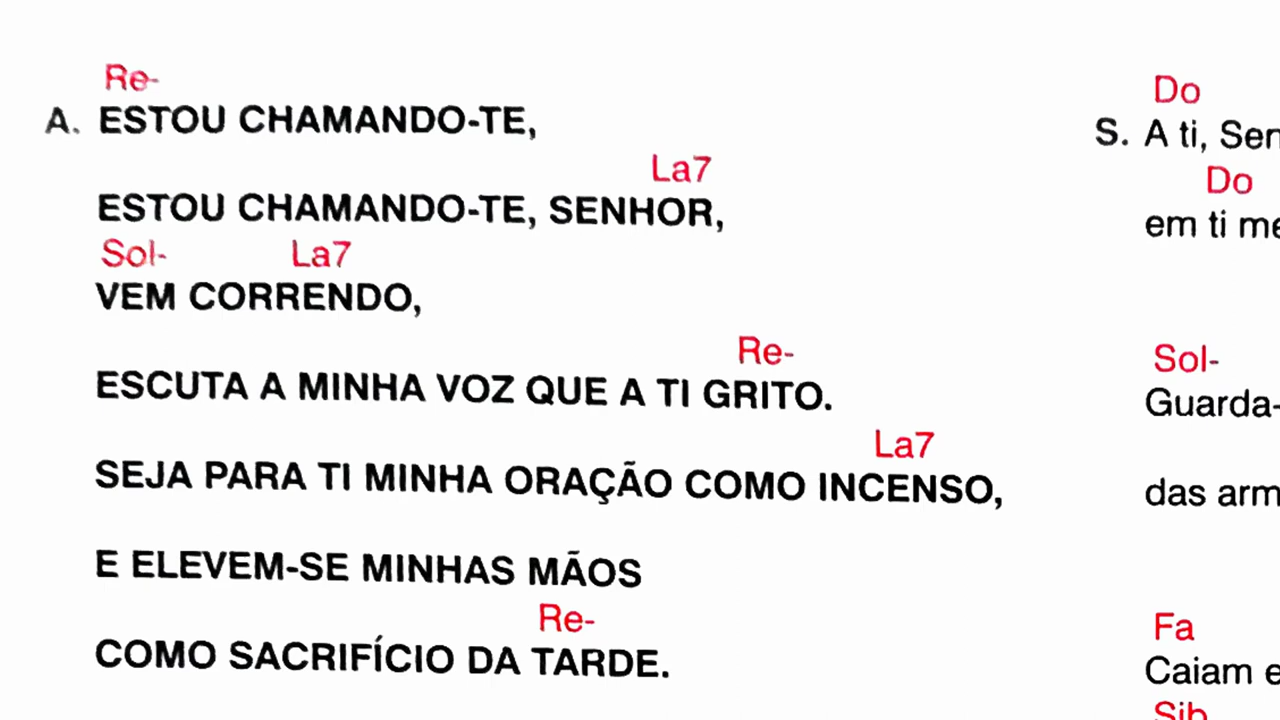 Re-
A. ESTOU CHAMANDO-TE,
La7
ESTOU CHAMANDO-TE, SENHOR,
Sol- La7
VEM CORRENDO,
Re-
ESCUTA A MINHA VOZ QUE A TI GRITO.
La7
SEJA PARA TI MINHA ORAÇÃO COMO INCENSO,
E ELEVEM-SE MINHAS MÃOS
Re-
COMO SACRIFÍCIO DA TARDE.
Do
S. A ti, Sen
Do
em ti me
Sol-
Guarda-
das arm
Fa
Caiam e
Sib